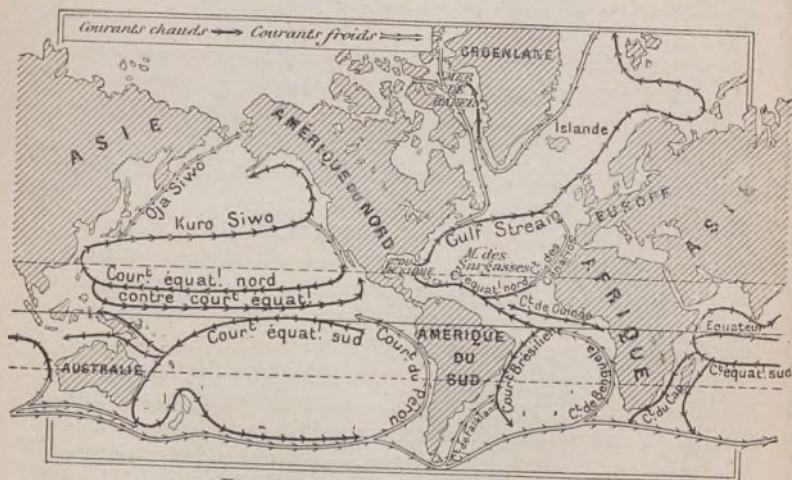 Courants chauds Courants froids
GROENLAND
MER
DE
BAFFIN
ASIE
AMÉRIQUE DU NORD
Islande
Oja Siwo
Kuro Siwo
Gulf Stream
EUROPE
ASIE
M. des
Sargasses
Ct. des
Canaries
Ct. équat! nord
Court équat! nord
contre court équat!
Court équat! sud
Ct de Guinée
AFRIQUE
Equateur
AUSTRALIE
Court du Pérou
AMÉRIQUE
DU
SUD
Court Brésilien
Ct de Benguela
Ct équat! sud
Ct du Cap
Ct de Falkland